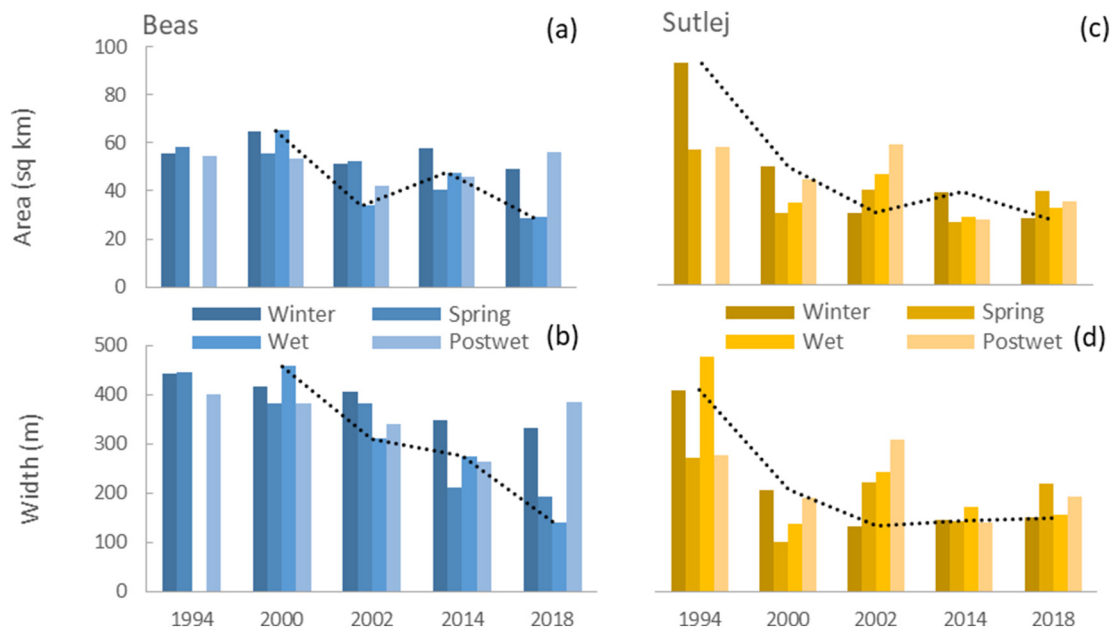 Beas
(a)
Sutlej
(c)
Area (sq km)
100
80
60
40
20
0
Winter
Spring
Wet
Postwet
(b)
Winter
Spring
Wet
Postwet
(d)
Width (m)
500
400
300
200
100
0
1994
2000
2002
2014
2018
1994
2000
2002
2014
2018